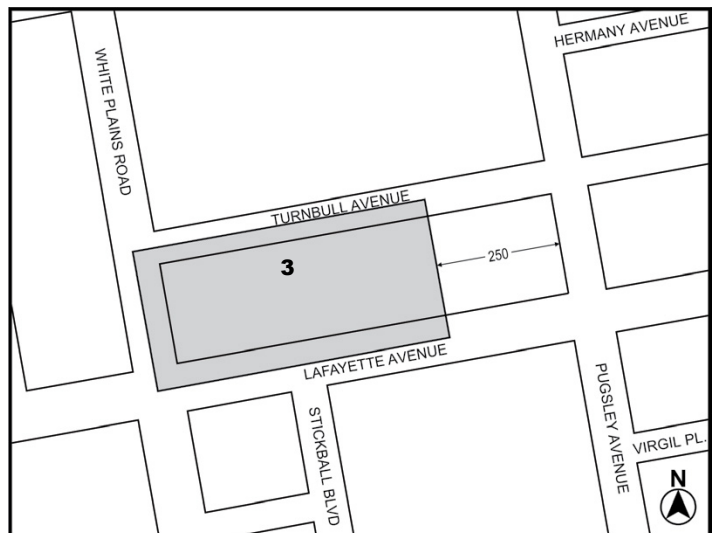 HERMANY AVENUE
WHITE PLAINS ROAD
TURNBULL AVENUE
3
250
LAFAYETTE AVENUE
STICKBALL BLVD
PUGSLEY AVENUE
VIRGIL PL.
N